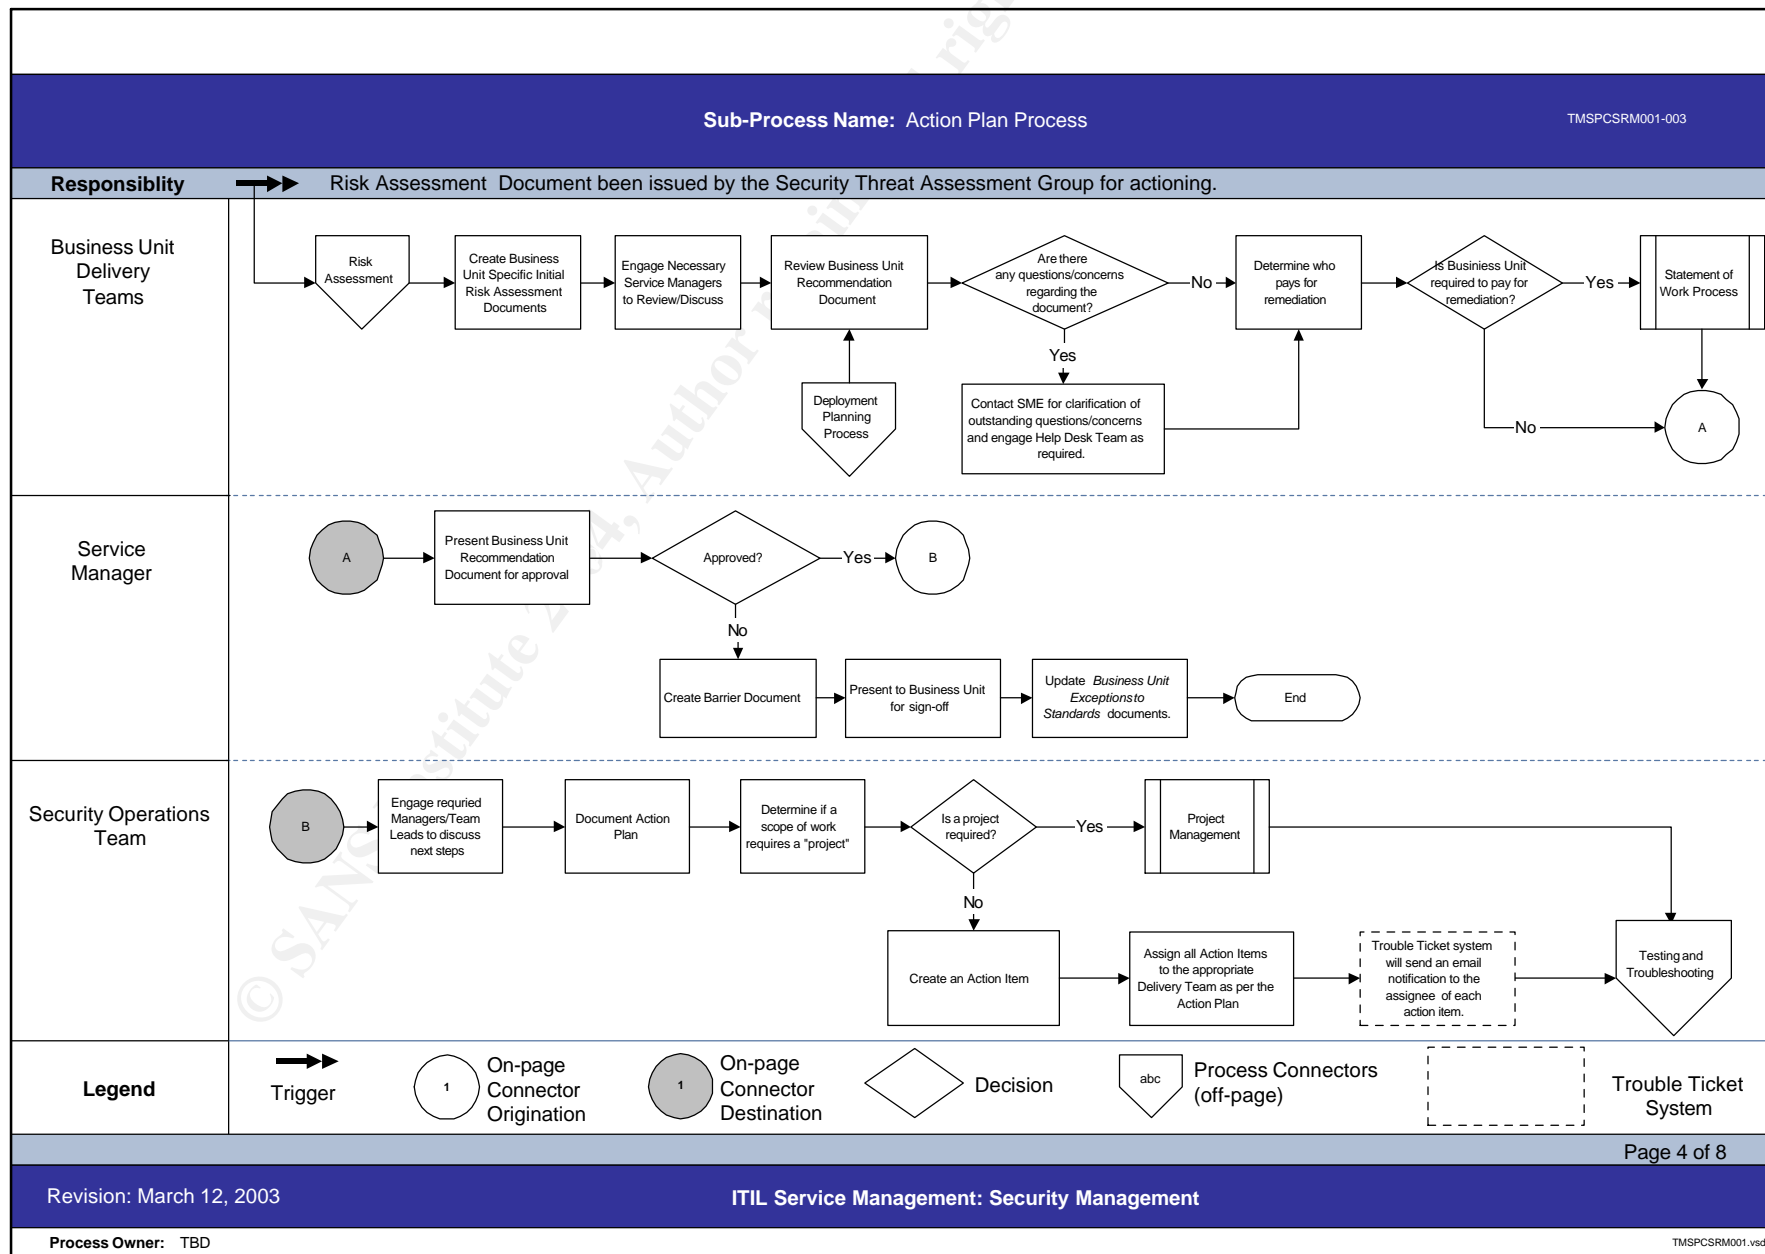 Sub-Process Name: Action Plan Process
TMSPCSRM001-003
Responsiblity
Risk Assessment Document been issued by the Security Threat Assessment Group for actioning.
Business Unit
Delivery
Teams
Risk
Assessment
Create Business
Unit Specific Initial
Risk Assessment
Documents
Engage Necessary
Service Managers
to Review/Discuss
Review Business Unit
Recommendation
Document
Are there
any questions/concerns
regarding the
document?
No
Determine who
pays for
remediation
Is Businiess Unit
required to pay for
remediation?
Yes
Statement of
Work Process
Yes
Deployment
Planning
Process
Contact SME for clarification of
outstanding questions/concerns
and engage Help Desk Team as
required.
No
A
Service
Manager
A
Present Business Unit
Recommendation
Document for approval
Approved?
Yes
B
No
Create Barrier Document
Present to Business Unit
for sign-off
Update Business Unit
Exceptions to
Standards documents.
End
Security Operations
Team
B
Engage requried
Managers/Team
Leads to discuss
next steps
Document Action
Plan
Determine if a
scope of work
requires a "project"
Is a project
required?
Yes
Project
Management
No
Create an Action Item
Assign all Action Items
to the appropriate
Delivery Team as per the
Action Plan
Trouble Ticket system
will send an email
notification to the
assignee of each
action item.
Testing and
Troubleshooting
Legend
Trigger
1
On-page
Connector
Origination
1
On-page
Connector
Destination
Decision
abc
Process Connectors
(off-page)
Trouble Ticket
System
Page 4 of 8
Revision: March 12, 2003
ITIL Service Management: Security Management
Process Owner: TBD
TMSPCSRM001.vsd
© SANS Institute 2004, Author